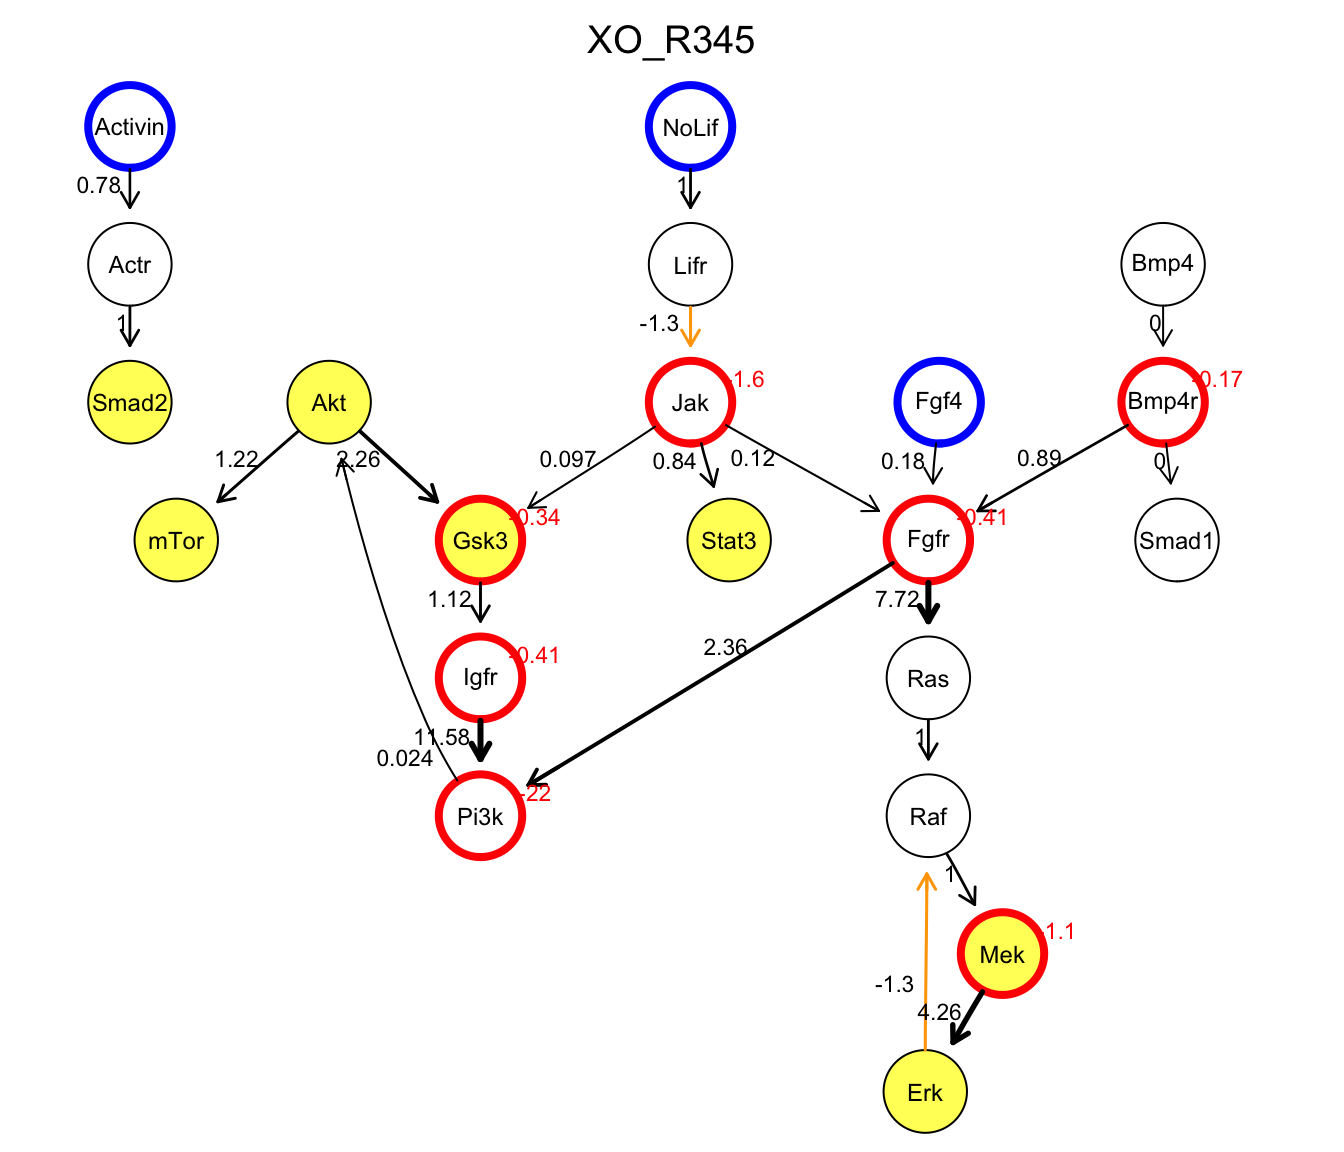 XO_R345
Activin
NoLif
0.78
1
Actr
Lifr
Bmp4
1
-1.3
0
Smad2
Akt
Jak
-1.6
Fgf4
Bmp4r
-0.17
1.22
2.26
0.097
0.84
0.12
0.18
0.89
0
mTor
Gsk3
-0.34
Stat3
Fgfr
-0.41
Smad1
1.12
7.72
2.36
Igfr
-0.41
Ras
11.58
0.024
1
Pi3k
-22
Raf
1
Mek
-1.1
-1.3
4.26
Erk